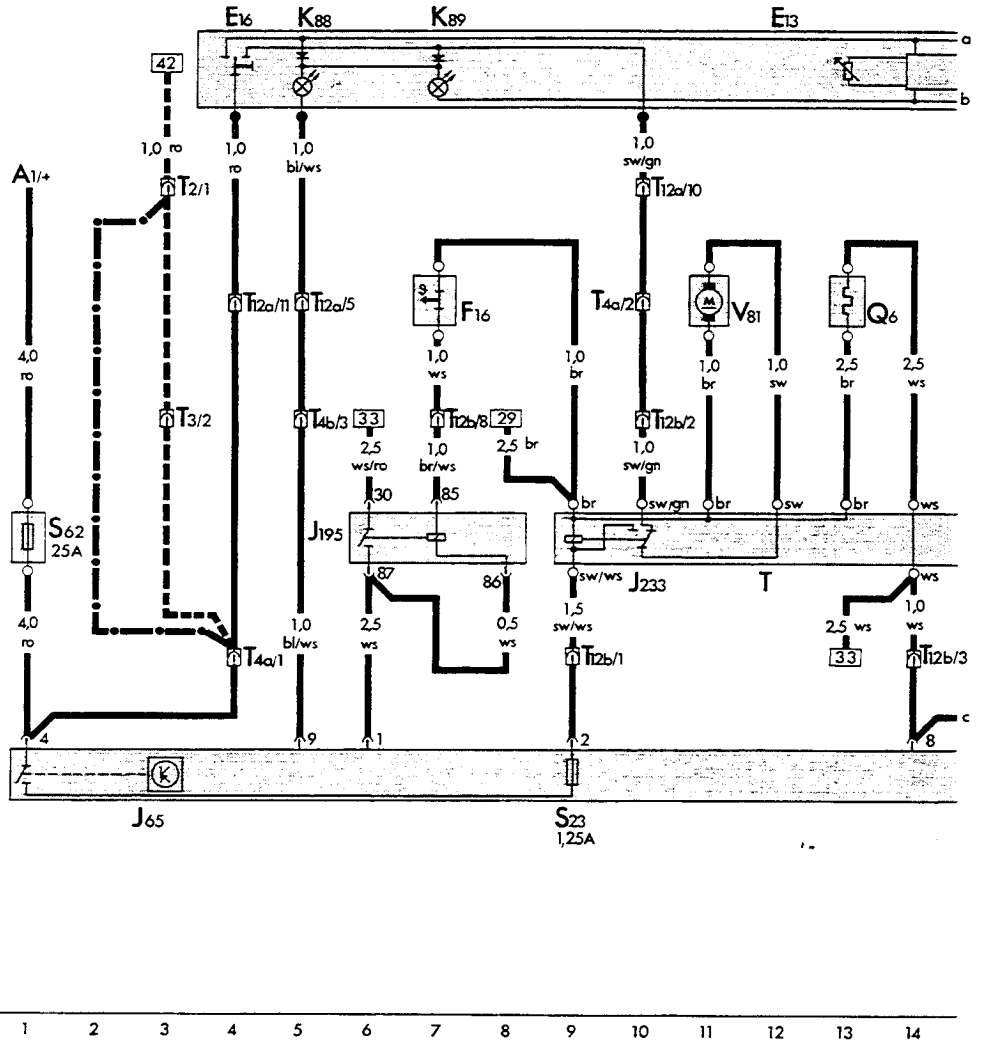 E16 K88 K89 E13
a
42
b
1,0 ro 1,0 1,0 1,0
ro bl/ws sw/gn
A1/+ T2/1 T12a/10
T12a/11 T12a/5 F16 T4a/2 V81 Q6
4,0 1,0 1,0 1,0 1,0 2,5 2,5
ro ws br br sw br ws
T3/2 T4b/3 33 T12b/8 29 T12b/2
2,5 1,0 2,5 br 1,0
ws/ro br/ws sw/gn
30 85 br sw/gn br sw br ws
S62
25A
J195
87 86 sw/ws J233 T ws
4,0 1,0 2,5 0,5 1,5 2,5 ws 1,0
ro bl/ws ws ws sw/ws ws
T4a/1 T12b/1 33 T12b/3
c
4 9 1 2 8
K
J65 S23
1,25A
M
1 2 3 4 5 6 7 8 9 10 11 12 13 14